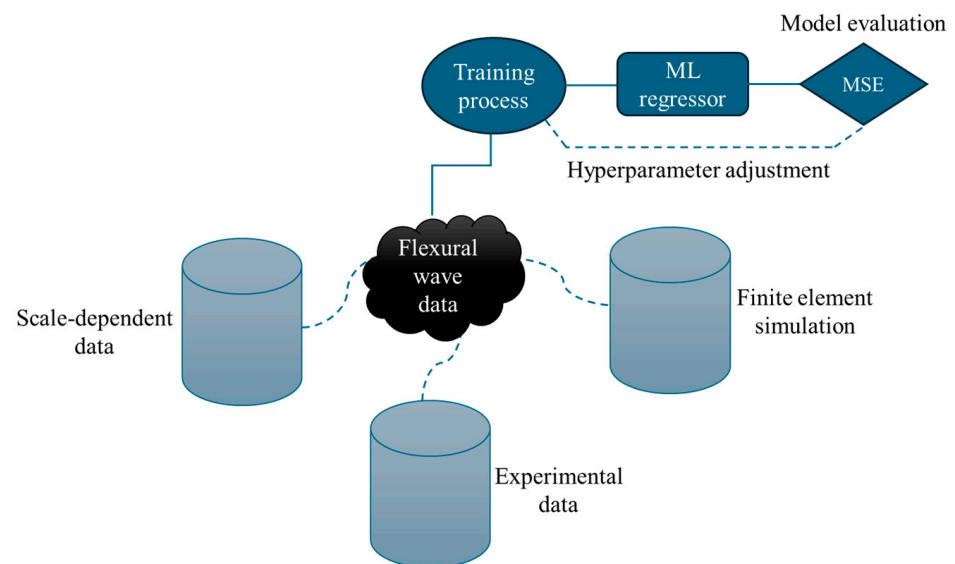 Model evaluation
Training
process
ML
regressor
MSE
Hyperparameter adjustment
Flexural
wave
data
Scale-dependent
data
Finite element
simulation
Experimental
data